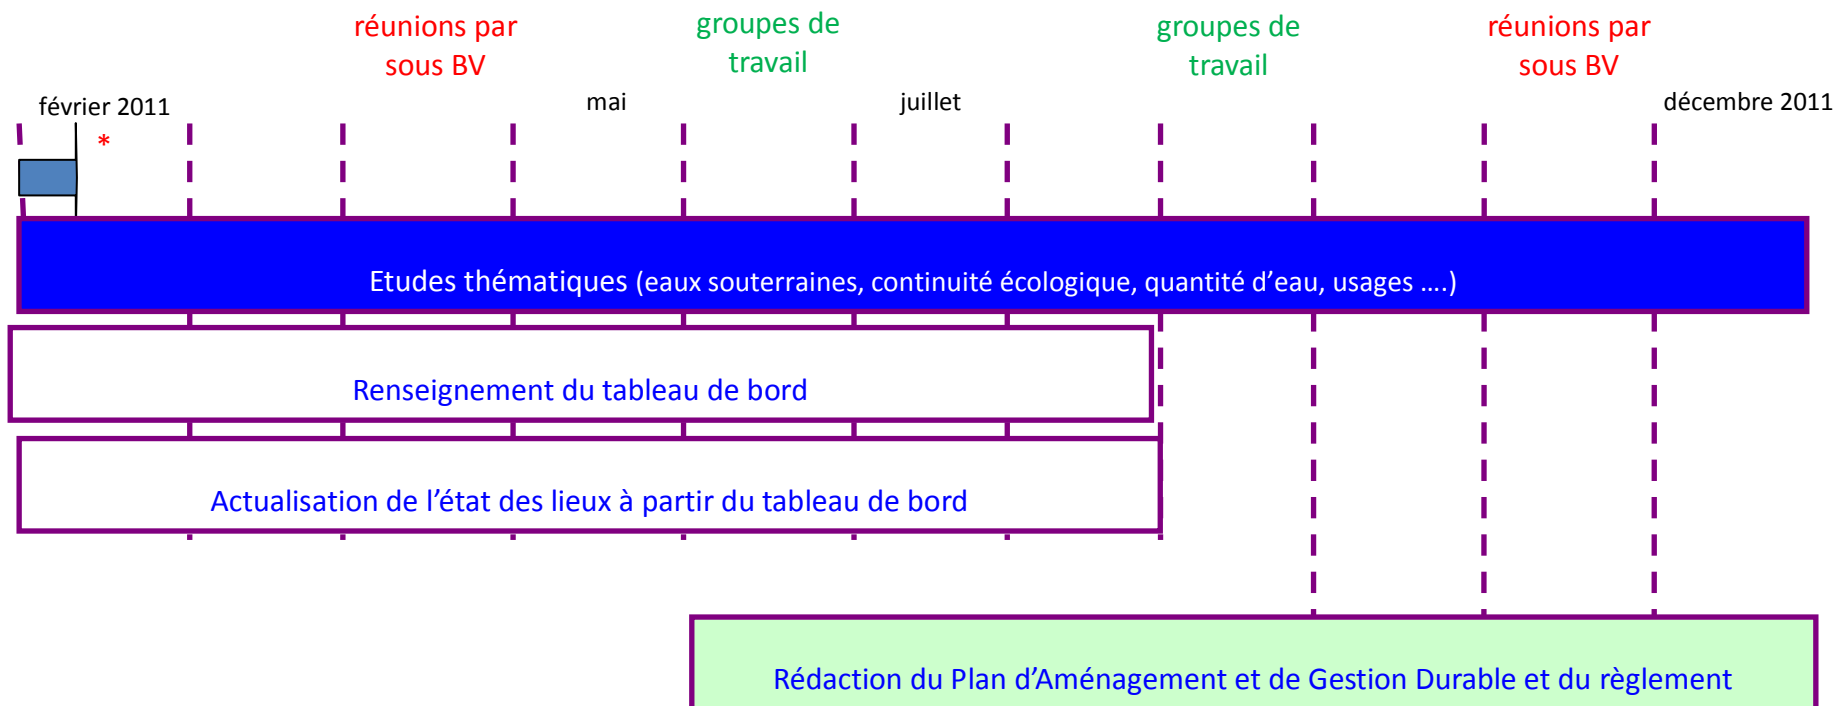 réunions par
sous BV
groupes de
travail
groupes de
travail
réunions par
sous BV
février 2011
mai
juillet
décembre 2011
*
Etudes thématiques (eaux souterraines, continuité écologique, quantité d’eau, usages ….)
Renseignement du tableau de bord
Actualisation de l’état des lieux à partir du tableau de bord
Rédaction du Plan d’Aménagement et de Gestion Durable et du règlement